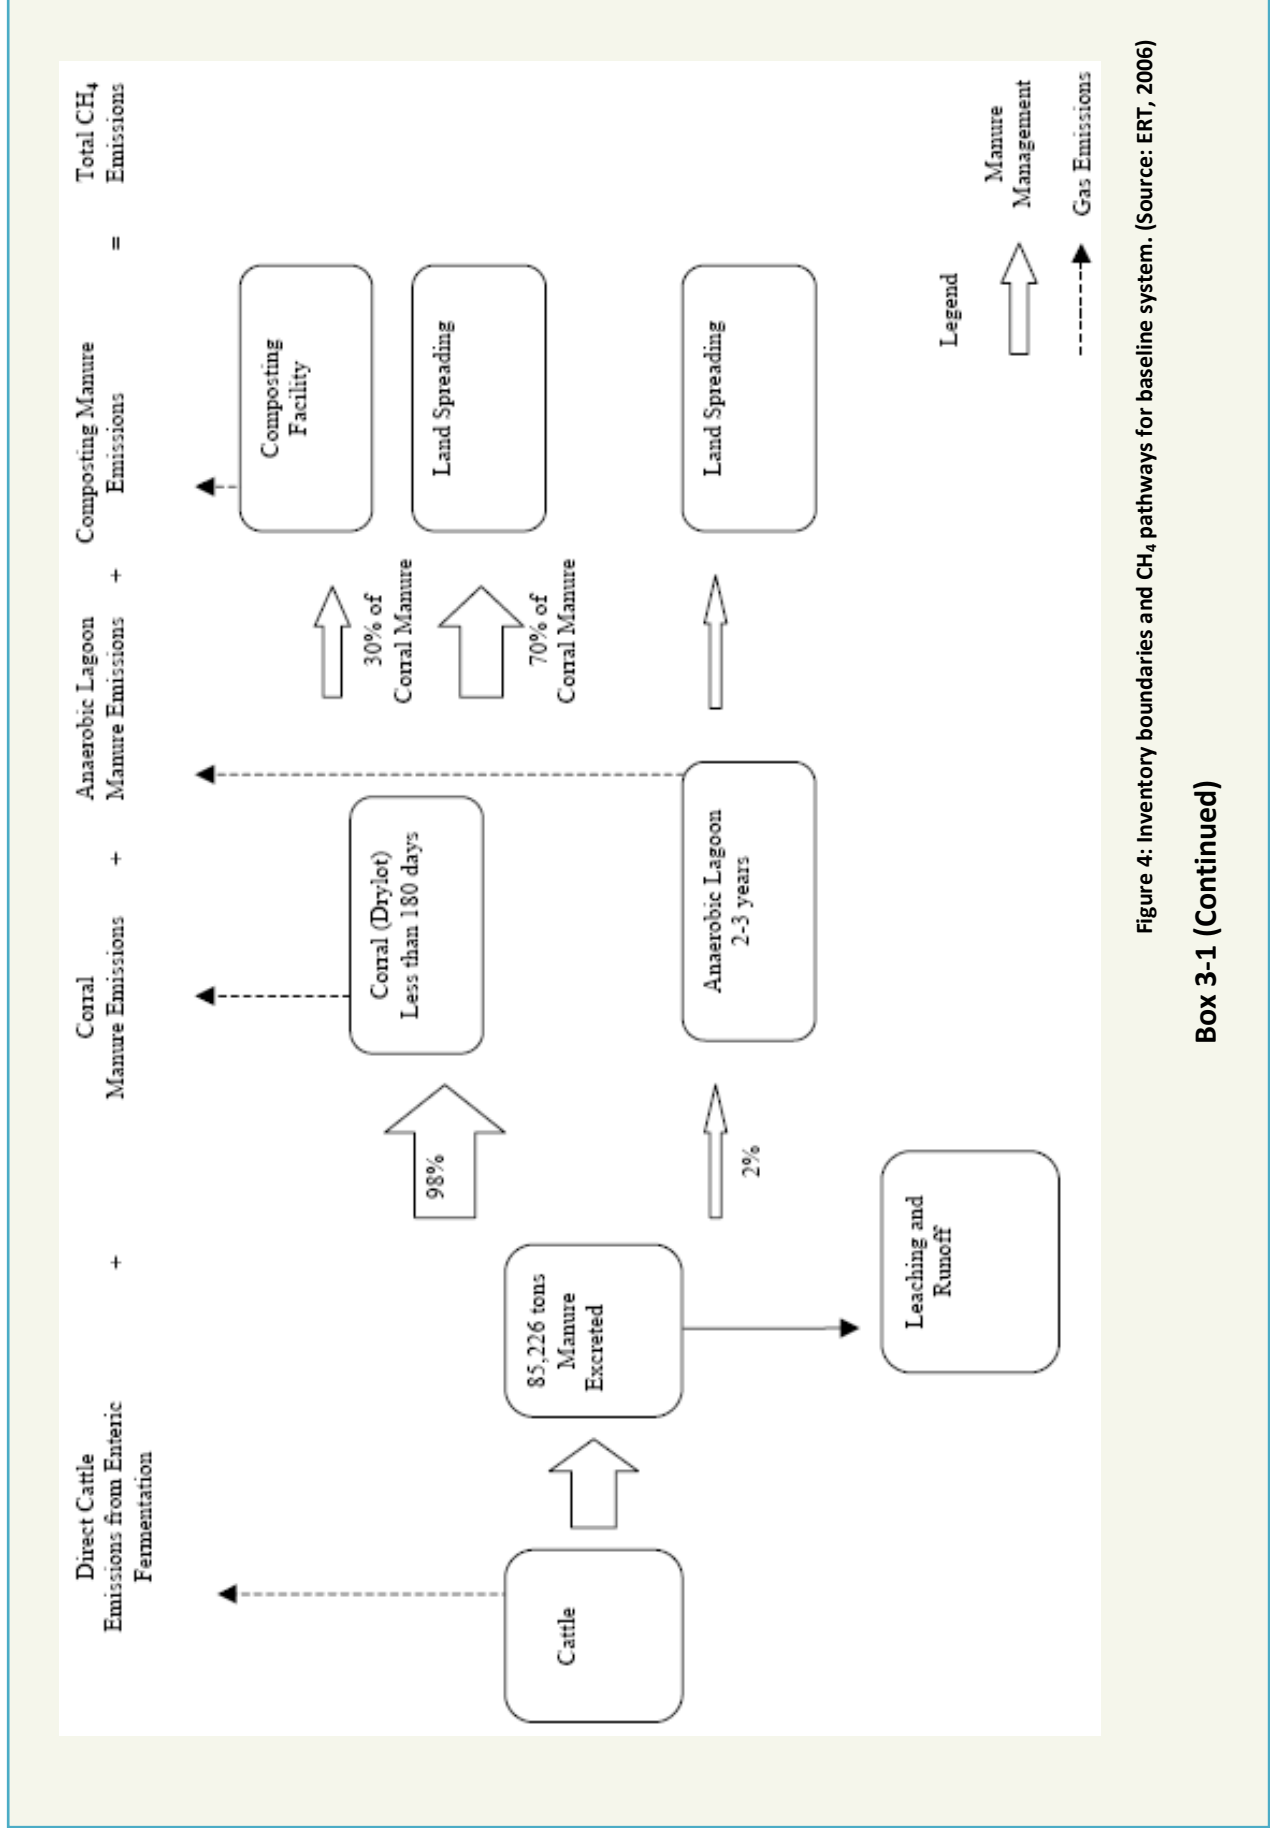 Direct Cattle
Emissions from Enteric
Fermentation
+
Corral
Manure Emissions
+
Anaerobic Lagoon
Manure Emissions
+
Composting Manure
Emissions
=
Total CH₄
Emissions
Cattle
85,226 tons
Manure
Excreted
98%
2%
Leaching and
Runoff
Corral (Drylot)
Less than 180 days
Anaerobic Lagoon
2-3 years
30% of
Corral Manure
70% of
Corral Manure
Composting
Facility
Land Spreading
Land Spreading
Legend
Manure
Management
Gas Emissions
Figure 4: Inventory boundaries and CH₄ pathways for baseline system. (Source: ERT, 2006)
Box 3-1 (Continued)